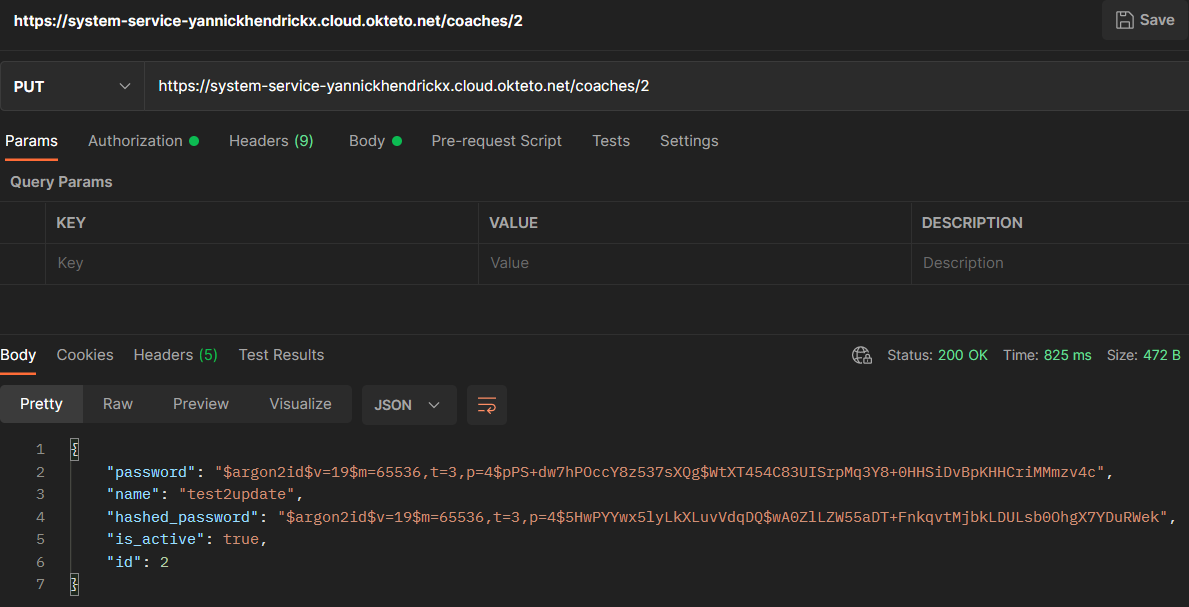 https://system-service-yannickhendrickx.cloud.okteto.net/coaches/2
Save
PUT https://system-service-yannickhendrickx.cloud.okteto.net/coaches/2
Params Authorization Headers (9) Body Pre-request Script Tests Settings
Query Params
KEY VALUE DESCRIPTION
Key Value Description
Body Cookies Headers (5) Test Results Status: 200 OK Time: 825 ms Size: 472 B
Pretty Raw Preview Visualize JSON
1 {
2 "password": "$argon2id$v=19$m=65536,t=3,p=4$pPS+dw7hPOccY8z537sXQg$WtXT454C83UISrpMq3Y8+0HHSiDvBpKHHCriMMmzv4c",
3 "name": "test2update",
4 "hashed_password": "$argon2id$v=19$m=65536,t=3,p=4$5HwPYYwx5lyLkXLuvVdqDQ$wA0ZlLZW55aDT+FnkqvtMjbkLDULsb0OhgX7YDuRWek",
5 "is_active": true,
6 "id": 2
7 }